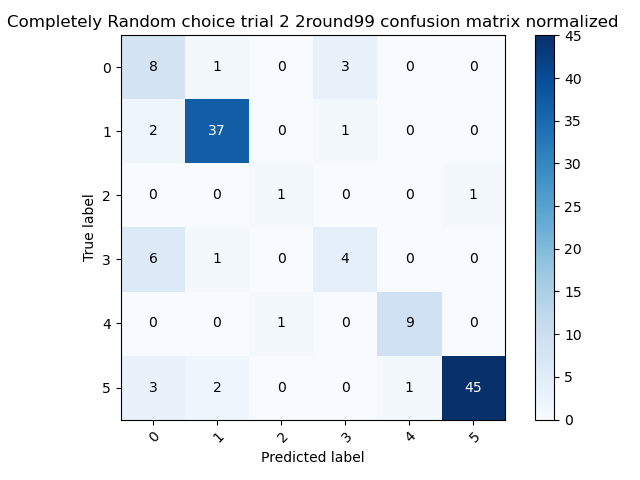 Completely Random choice trial 2 2round99 confusion matrix normalized
0 8 1 0 3 0 0
1 2 37 0 1 0 0
2 0 0 1 0 0 1
3 6 1 0 4 0 0
4 0 0 1 0 9 0
5 3 2 0 0 1 45
0 1 2 3 4 5
True label
Predicted label
45
40
35
30
25
20
15
10
5
0